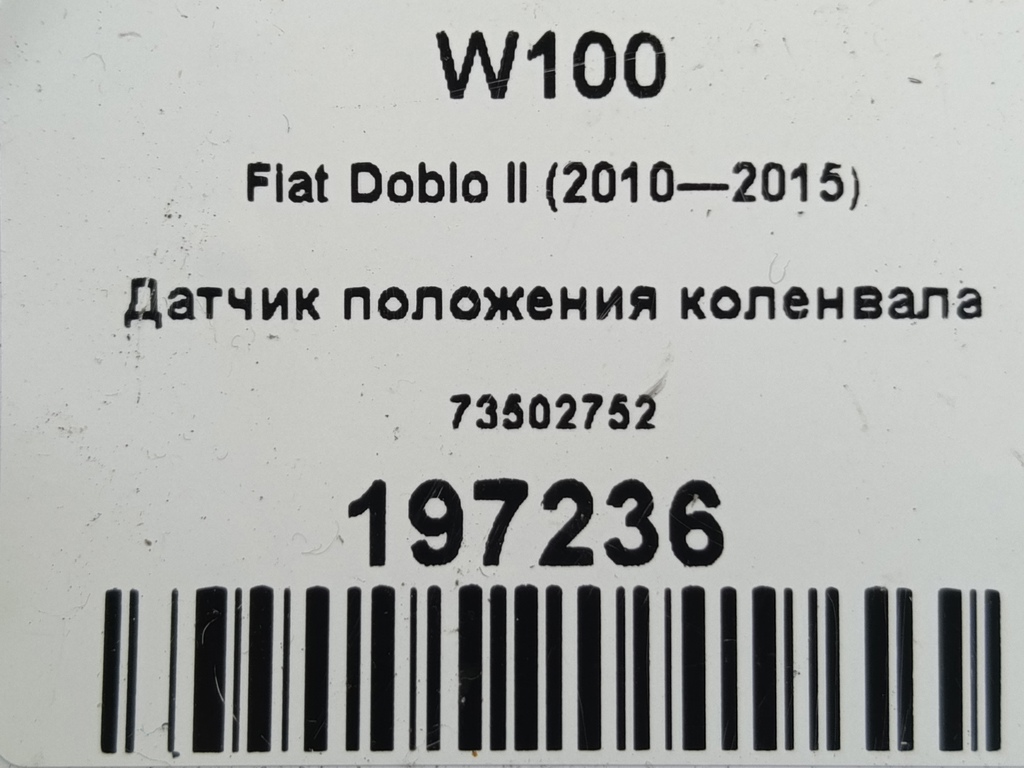 W100
Fiat Doblo II (2010—2015)
Датчик положения коленвала
73502752
197236